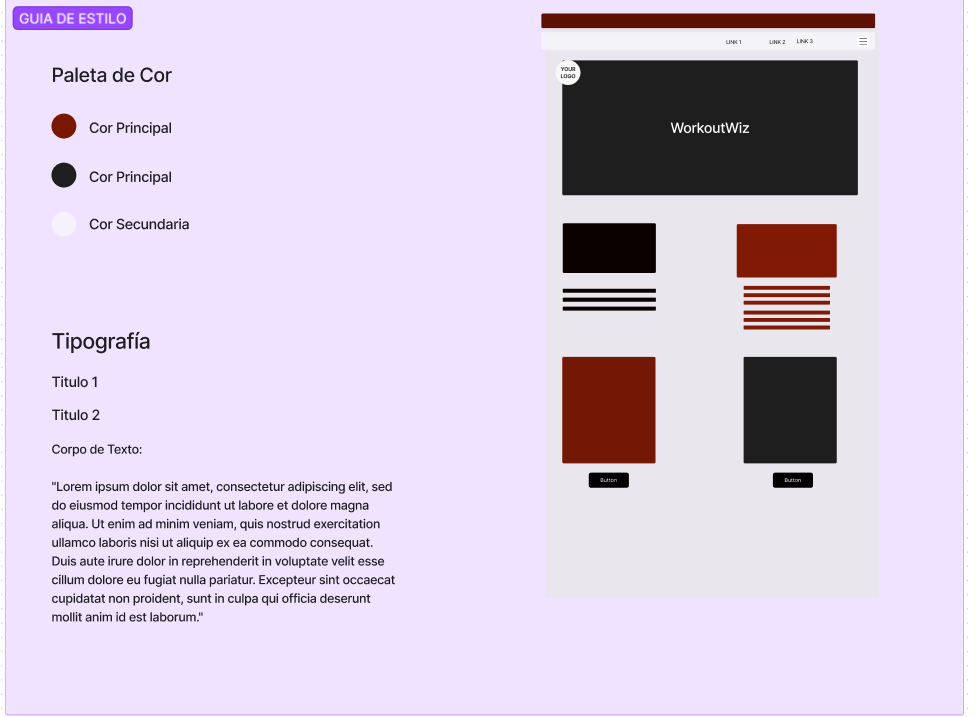 GUIA DE ESTILO
Paleta de Cor
Cor Principal
Cor Principal
Cor Secundaria
Tipografía
Titulo 1
Titulo 2
Corpo de Texto:
"Lorem ipsum dolor sit amet, consectetur adipiscing elit, sed
do eiusmod tempor incididunt ut labore et dolore magna
aliqua. Ut enim ad minim veniam, quis nostrud exercitation
ullamco laboris nisi ut aliquip ex ea commodo consequat.
Duis aute irure dolor in reprehenderit in voluptate velit esse
cillum dolore eu fugiat nulla pariatur. Excepteur sint occaecat
cupidatat non proident, sunt in culpa qui officia deserunt
mollit anim id est laborum."
LINK 1 LINK 2 LINK 3
YOUR
LOGO
WorkoutWiz
Button Button